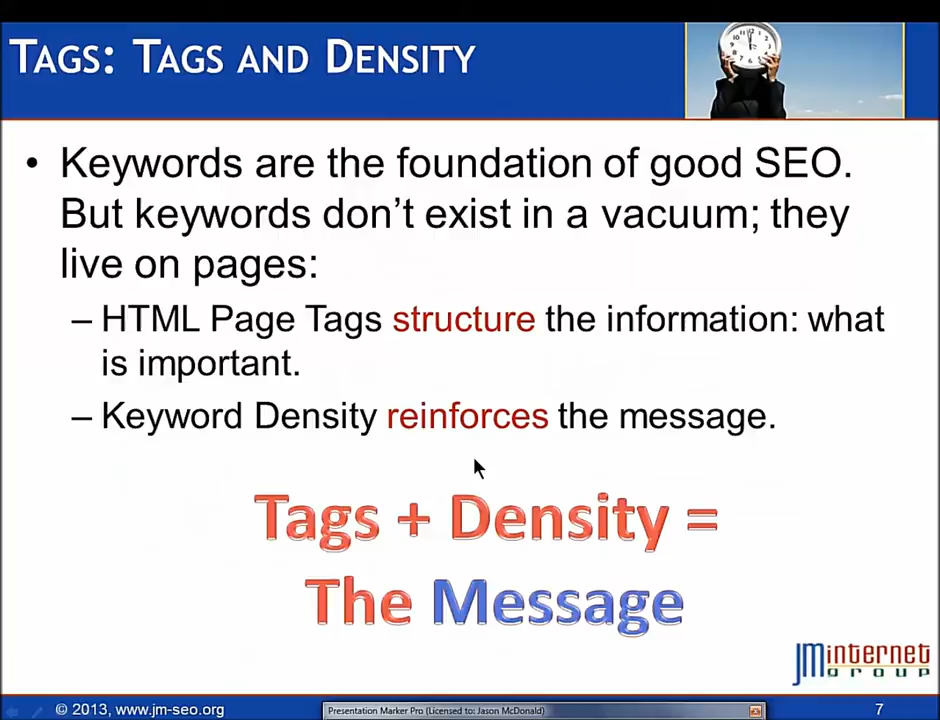 TAGS: TAGS AND DENSITY
• Keywords are the foundation of good SEO.
But keywords don’t exist in a vacuum; they
live on pages:
– HTML Page Tags structure the information: what
is important.
– Keyword Density reinforces the message.
Tags + Density =
The Message
JMinternet
GROUP
© 2013, www.jm-seo.org
Presentation Marker Pro (Licensed to: Jason McDonald)
7